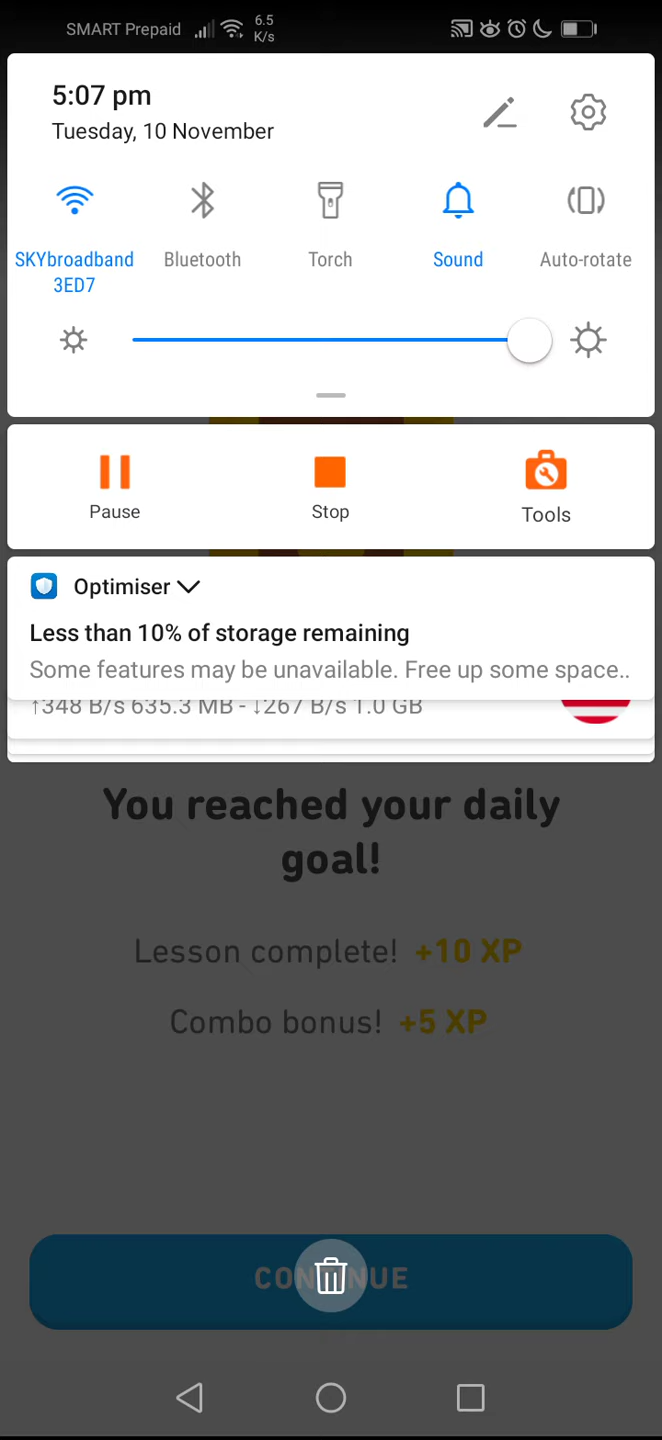 SMART Prepaid 6.5 K/s
5:07 pm
Tuesday, 10 November
SKYbroadband 3ED7
Bluetooth
Torch
Sound
Auto-rotate
Pause
Stop
Tools
Optimiser
Less than 10% of storage remaining
Some features may be unavailable. Free up some space..
↑348 B/s 635.3 MB - ↓267 B/s 1.0 GB
You reached your daily
goal!
Lesson complete! +10 XP
Combo bonus! +5 XP
CONTINUE